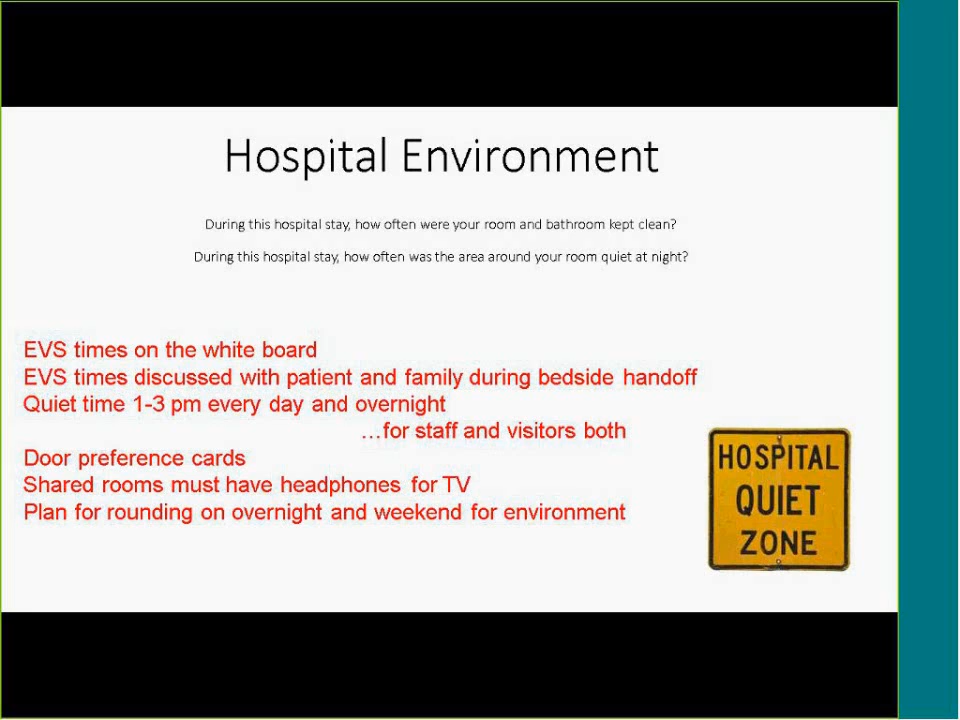 Hospital Environment
During this hospital stay, how often were your room and bathroom kept clean?
During this hospital stay, how often was the area around your room quiet at night?
EVS times on the white board
EVS times discussed with patient and family during bedside handoff
Quiet time 1-3 pm every day and overnight
…for staff and visitors both
Door preference cards
Shared rooms must have headphones for TV
Plan for rounding on overnight and weekend for environment
HOSPITAL
QUIET
ZONE